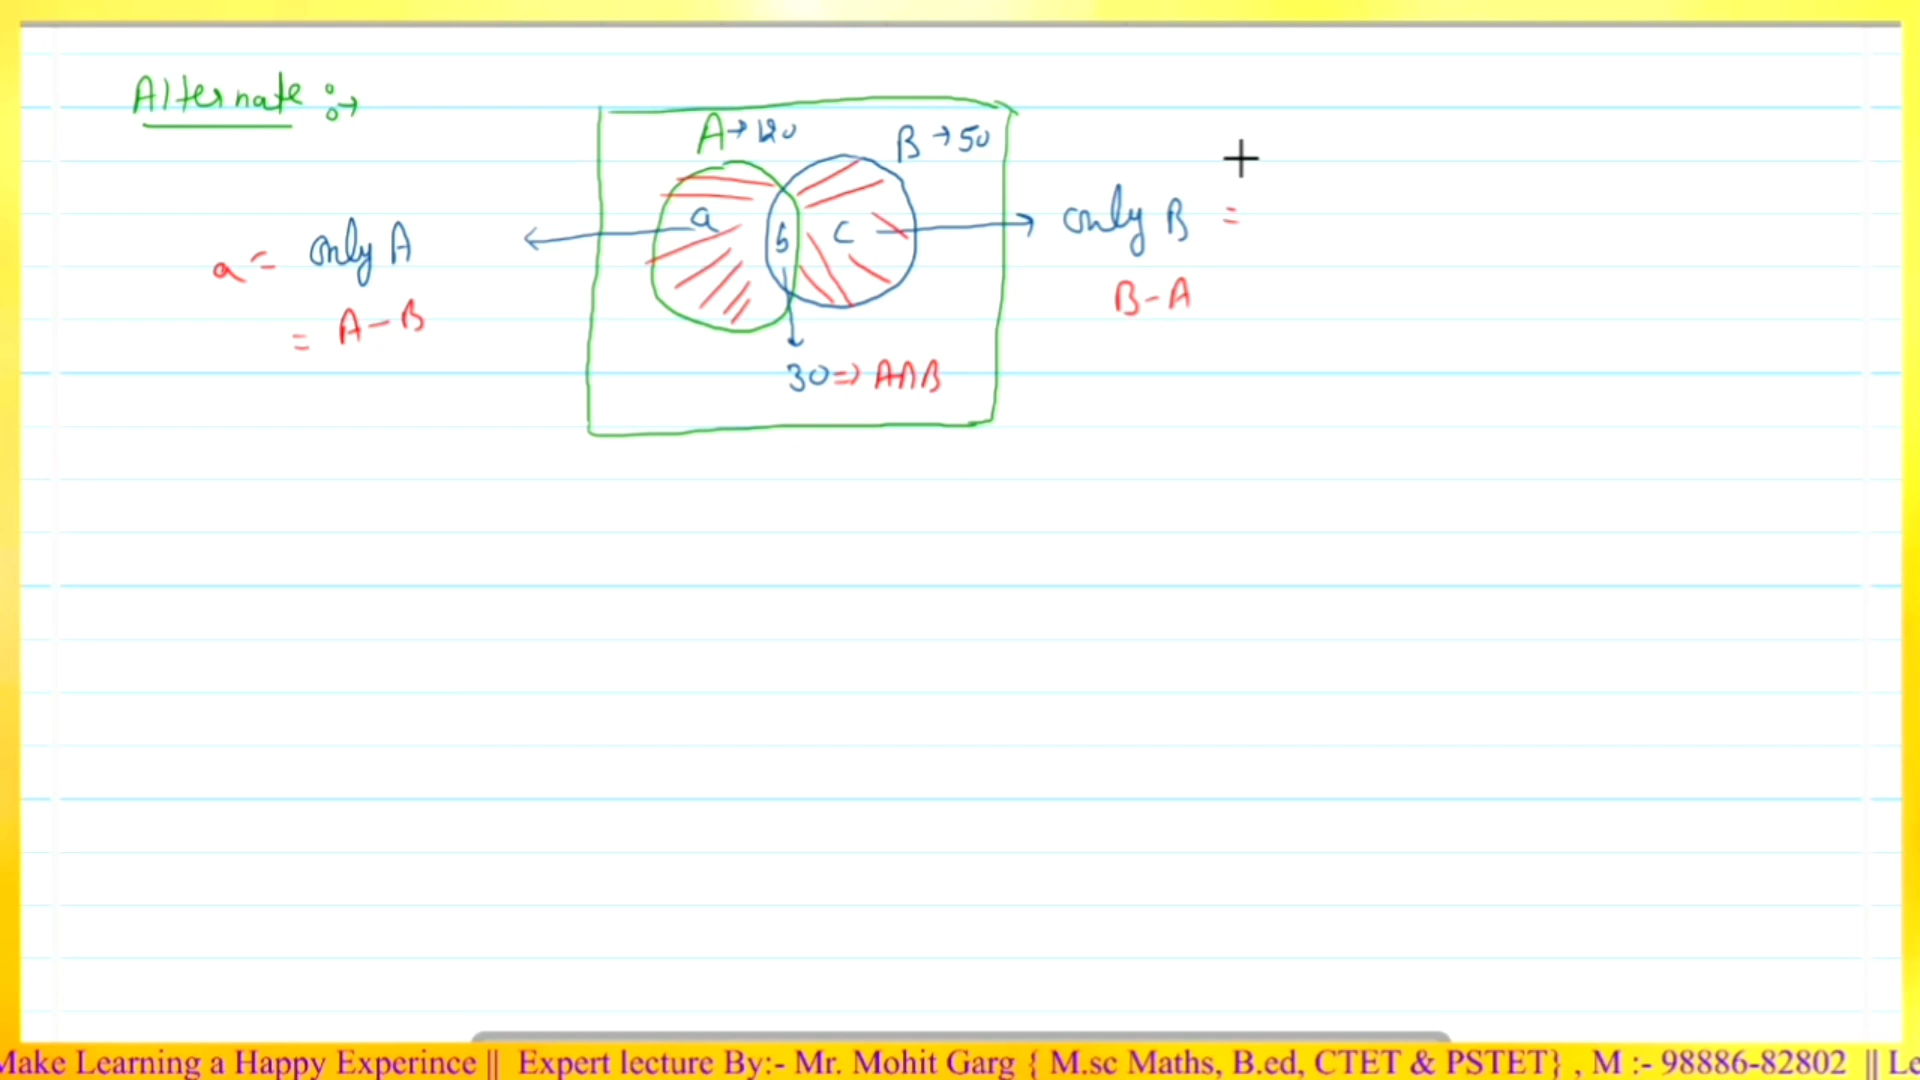 Alternate :→
A → 120
B → 50
a
b
c
a = only A
= A - B
only B =
B - A
30 => A∩B
Make Learning a Happy Experince || Expert lecture By:- Mr. Mohit Garg { M.sc Maths, B.ed, CTET & PSTET} , M :- 98886-82802 || Le